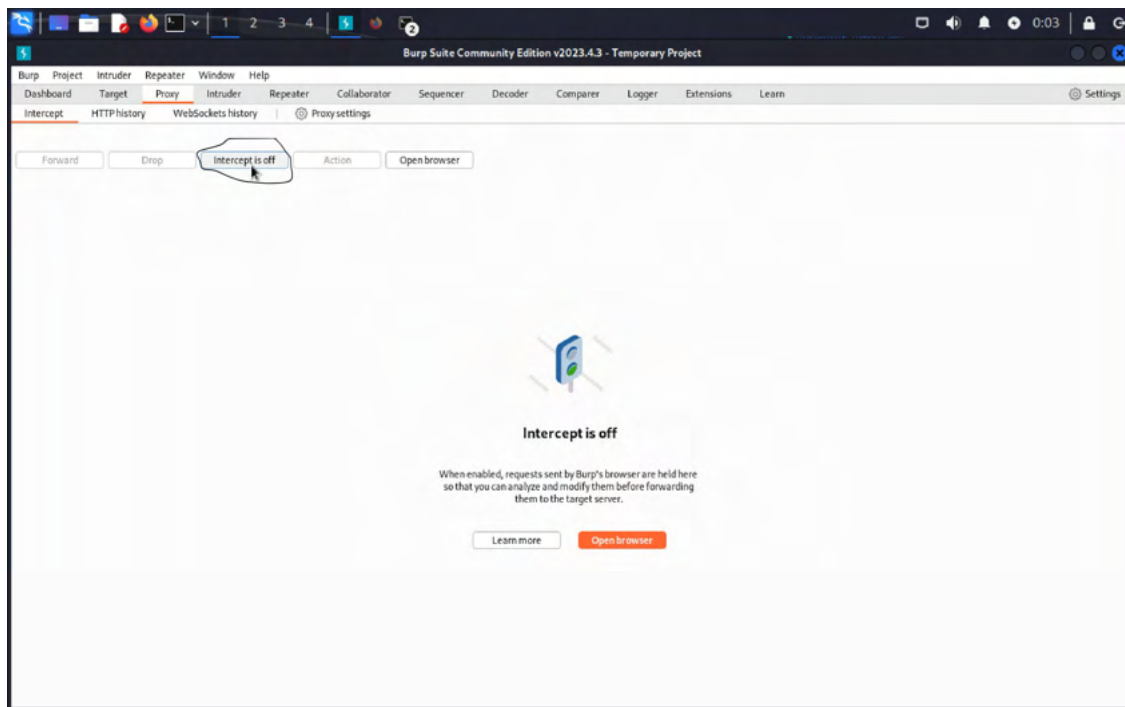 1 2 3 4 2 0:03
Burp Suite Community Edition v2023.4.3 - Temporary Project
Burp Project Intruder Repeater Window Help
Dashboard Target Proxy Intruder Repeater Collaborator Sequencer Decoder Comparer Logger Extensions Learn Settings
Intercept HTTP history WebSockets history Proxy settings
Forward Drop Intercept is off Action Open browser
Intercept is off
When enabled, requests sent by Burp's browser are held here
so that you can analyze and modify them before forwarding
them to the target server.
Learn more Open browser